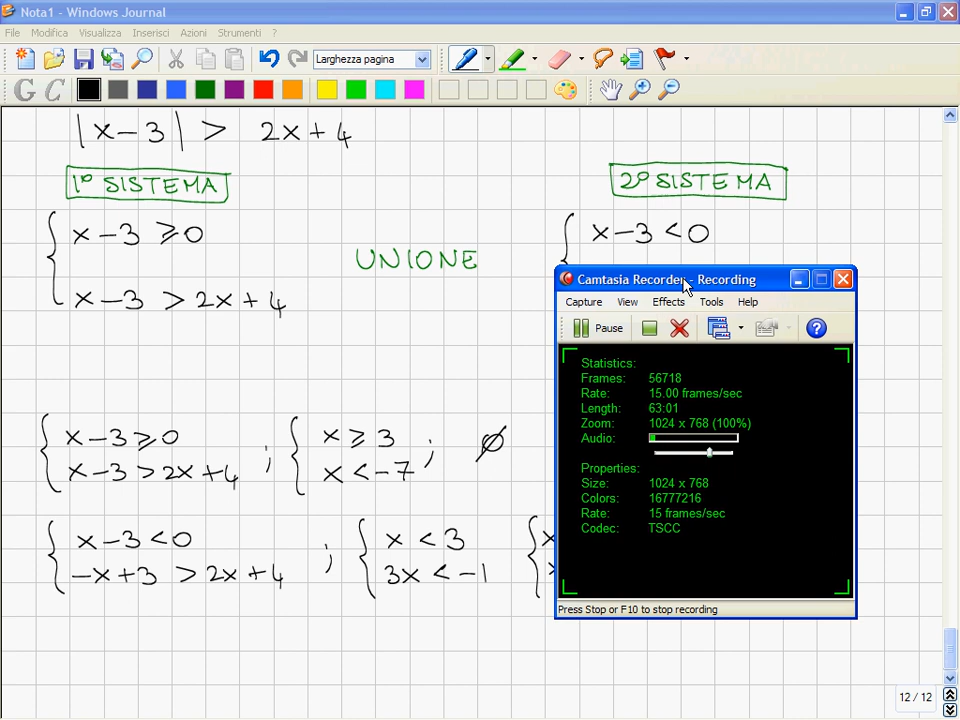 Nota1 - Windows Journal
File Modifica Visualizza Inserisci Azioni Strumenti ?
Larghezza pagina
G C
|x-3| > 2x+4
1º SISTEMA
2º SISTEMA
x-3 ≥0
x-3 <0
UNIONE
x-3 >2x+4
Camtasia Recorder - Recording
Capture View Effects Tools Help
Pause
Statistics:
Frames: 56718
Rate: 15.00 frames/sec
Length: 63:01
Zoom: 1024 x 768 (100%)
Audio:
Properties:
Size: 1024 x 768
Colors: 16777216
Rate: 15 frames/sec
Codec: TSCC
Press Stop or F10 to stop recording
{ x-3≥0 ; { x≥3 ; ∅
x-3>2x+4 x<-7
{ x-3<0 ; { x<3 {
-x+3 >2x+4 3x<-1
12 / 12